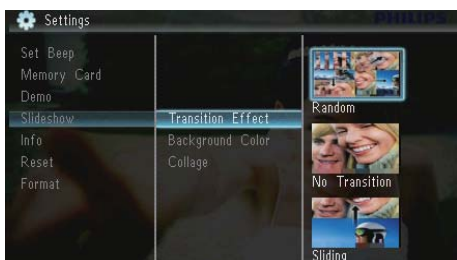 Settings
PHILIPS
Set Beep
Memory Card
Demo
Slideshow
Info
Reset
Format
Transition Effect
Background Color
Collage
Random
No Transition
Sliding